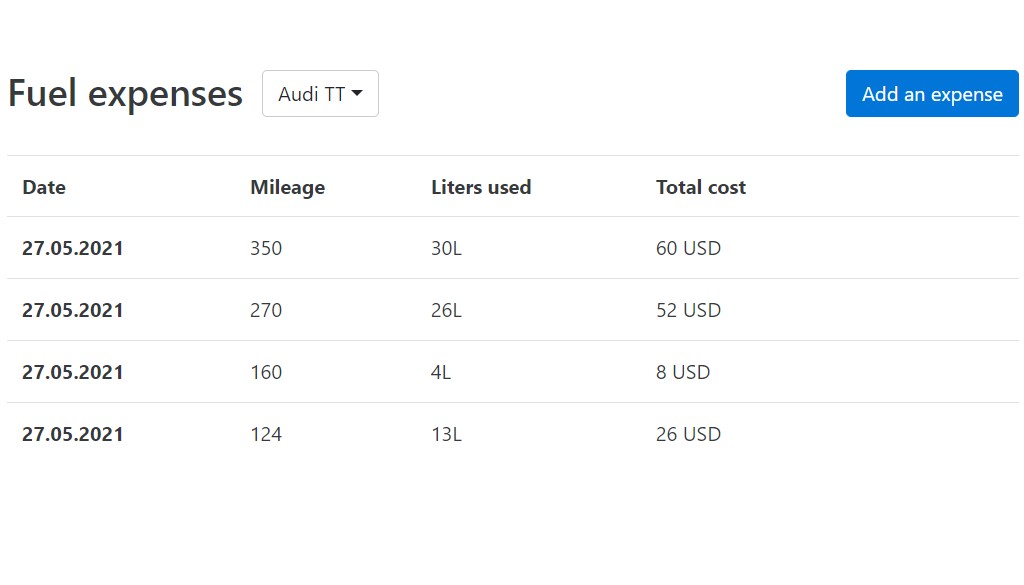 Fuel expenses Audi TT Add an expense
Date Mileage Liters used Total cost
27.05.2021 350 30L 60 USD
27.05.2021 270 26L 52 USD
27.05.2021 160 4L 8 USD
27.05.2021 124 13L 26 USD